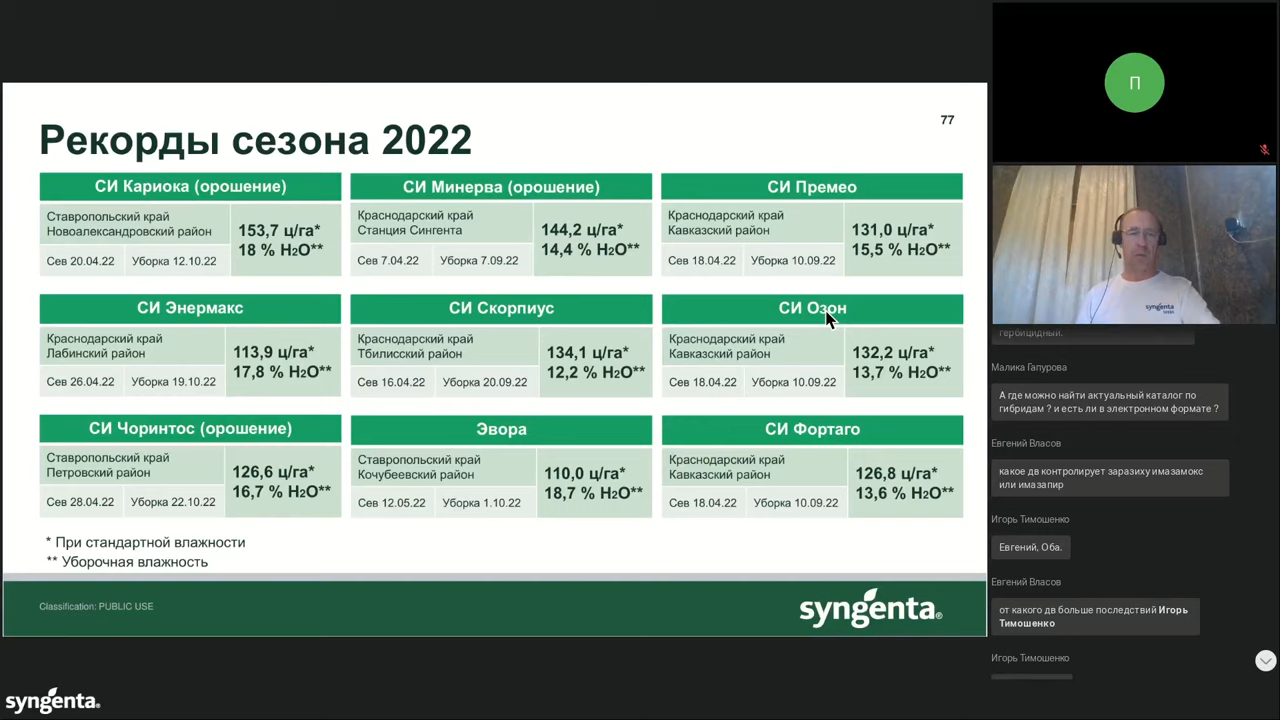 Рекорды сезона 2022
77
СИ Кариока (орошение)
Ставропольский край
Новоалександровский район
153,7 ц/га*
18 % H2O**
Сев 20.04.22
Уборка 12.10.22
СИ Минерва (орошение)
Краснодарский край
Станция Сингента
144,2 ц/га*
14,4 % H2O**
Сев 7.04.22
Уборка 7.09.22
СИ Премео
Краснодарский край
Кавказский район
131,0 ц/га*
15,5 % H2O**
Сев 18.04.22
Уборка 10.09.22
СИ Энермакс
Краснодарский край
Лабинский район
113,9 ц/га*
17,8 % H2O**
Сев 26.04.22
Уборка 19.10.22
СИ Скорпиус
Краснодарский край
Тбилисский район
134,1 ц/га*
12,2 % H2O**
Сев 16.04.22
Уборка 20.09.22
СИ Озон
Краснодарский край
Кавказский район
132,2 ц/га*
13,7 % H2O**
Сев 18.04.22
Уборка 10.09.22
СИ Чоринтос (орошение)
Ставропольский край
Петровский район
126,6 ц/га*
16,7 % H2O**
Сев 28.04.22
Уборка 22.10.22
Эвора
Ставропольский край
Кочубеевский район
110,0 ц/га*
18,7 % H2O**
Сев 12.05.22
Уборка 1.10.22
СИ Фортаго
Краснодарский край
Кавказский район
126,8 ц/га*
13,6 % H2O**
Сев 18.04.22
Уборка 10.09.22
* При стандартной влажности
** Уборочная влажность
Classification: PUBLIC USE
syngenta®
syngenta®
П
syngenta
гербицидный.
Малика Гапурова
А где можно найти актуальный каталог по
гибридам ? и есть ли в электронном формате ?
Евгений Власов
какое дв контролирует заразиху имазамокс
или имазапир
Игорь Тимошенко
Евгений, Оба.
Евгений Власов
от какого дв больше последствий Игорь
Тимошенко
Игорь Тимошенко